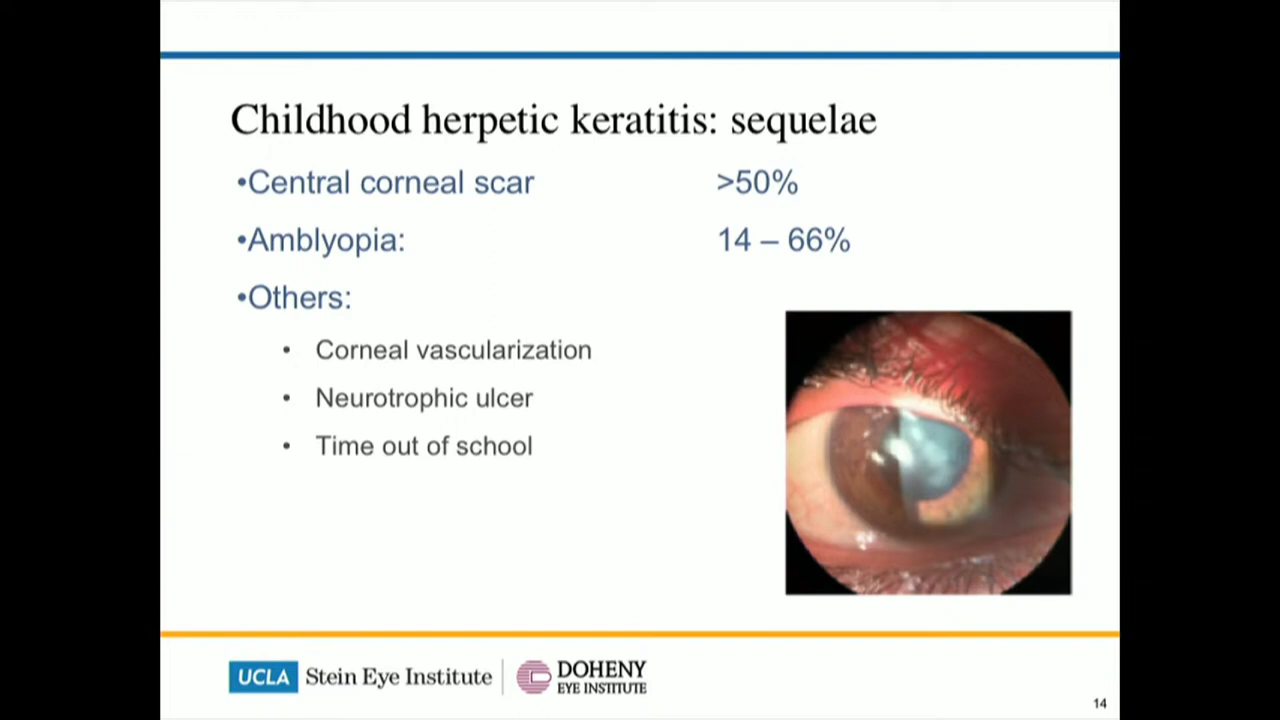 Childhood herpetic keratitis: sequelae
•Central corneal scar >50%
•Amblyopia: 14 – 66%
•Others:
• Corneal vascularization
• Neurotrophic ulcer
• Time out of school
UCLA Stein Eye Institute DOHENY
EYE INSTITUTE
14